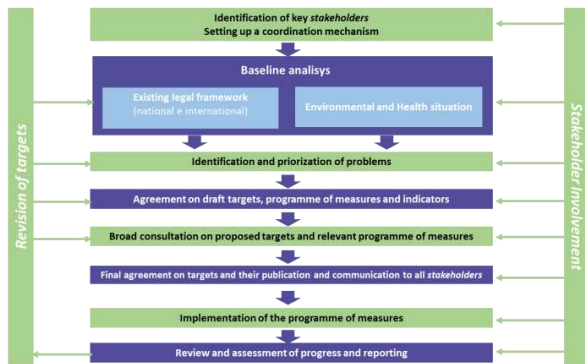 Identification of key stakeholders
Setting up a coordination mechanism
Baseline analisys
Existing legal framework
(national e international)
Environmental and Health situation
Identification and priorization of problems
Agreement on draft targets, programme of measures and indicators
Broad consultation on proposed targets and relevant programme of measures
Final agreement on targets and their publication and communication to all stakeholders
Implementation of the programme of measures
Review and assessment of progress and reporting
Revision of targets
Stakeholder Involvement